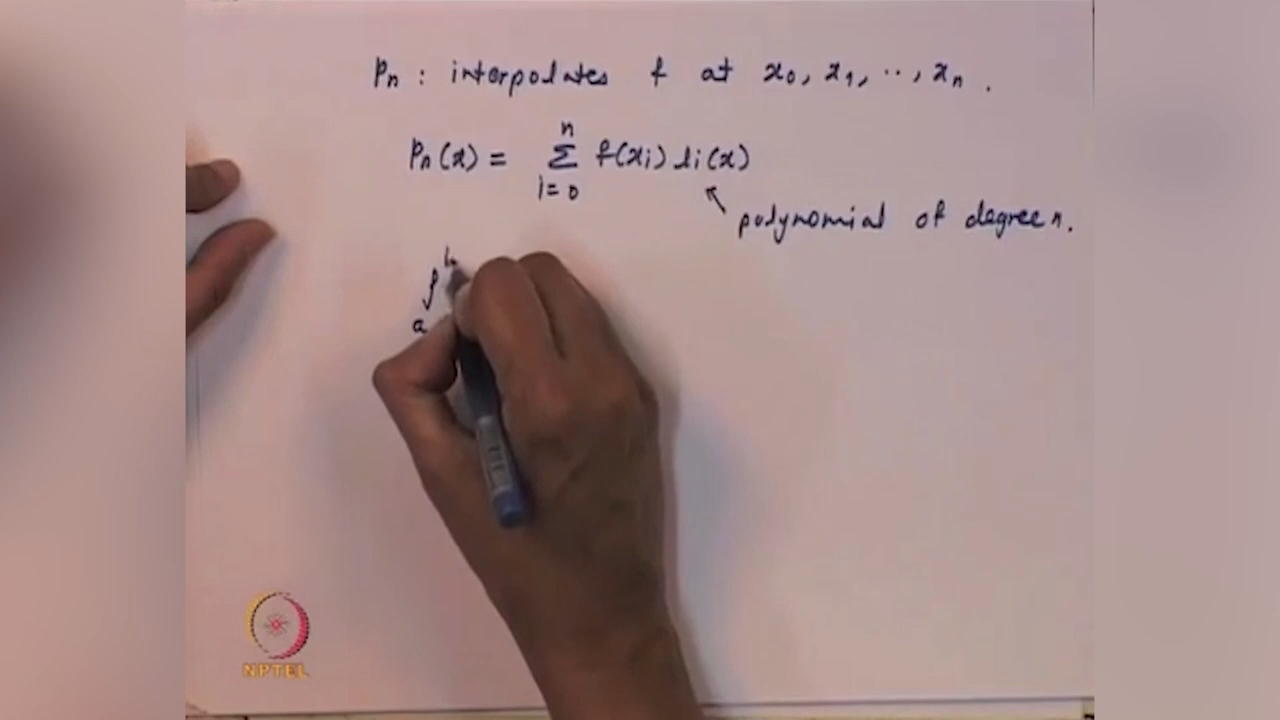 Pn : interpolates f at x0, x1, .., xn .
Pn(x) = n Σ i=0 f(xi) li(x)
polynomial of degree n.
∫ a b
NPTEL